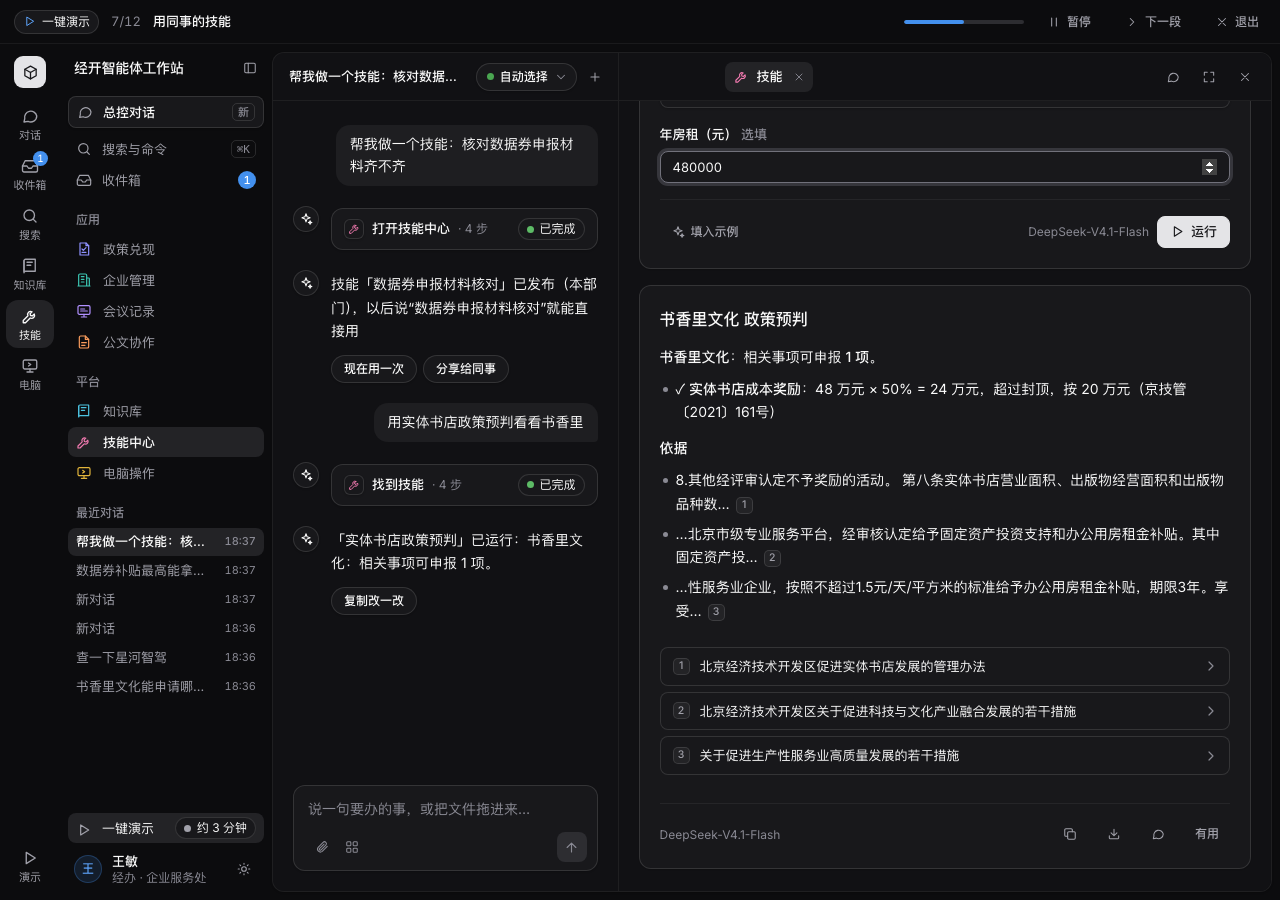 一键演示
7/12 用同事的技能
暂停
下一段
退出
对话
1
收件箱
搜索
知识库
技能
电脑
演示
经开智能体工作站
总控对话 新
搜索与命令 ⌘K
收件箱 1
应用
政策兑现
企业管理
会议记录
公文协作
平台
知识库
技能中心
电脑操作
最近对话
帮我做一个技能：核... 18:37
数据券补贴最高能拿... 18:37
新对话 18:37
新对话 18:36
查一下星河智驾 18:36
书香里文化能申请哪... 18:36
一键演示 约 3 分钟
王 王敏
经办 · 企业服务处
帮我做一个技能：核对数据... 自动选择
帮我做一个技能：核对数据券申报材
料齐不齐
打开技能中心 · 4 步 已完成
技能「数据券申报材料核对」已发布（本部
门），以后说“数据券申报材料核对”就能直
接用
现在用一次 分享给同事
用实体书店政策预判看看书香里
找到技能 · 4 步 已完成
「实体书店政策预判」已运行：书香里文
化：相关事项可申报 1 项。
复制改一改
说一句要办的事，或把文件拖进来...
技能
年房租（元） 选填
480000
填入示例 DeepSeek-V4.1-Flash 运行
书香里文化 政策预判
书香里文化：相关事项可申报 1 项。
✓ 实体书店成本奖励：48 万元 × 50% = 24 万元，超过封顶，按 20 万元（京技管
〔2021〕161号）
依据
8.其他经评审认定不予奖励的活动。 第八条实体书店营业面积、出版物经营面积和出版物
品种数... 1
...北京市级专业服务平台，经审核认定给予固定资产投资支持和办公用房租金补贴。其中
固定资产投... 2
...性服务业企业，按照不超过1.5元/天/平方米的标准给予办公用房租金补贴，期限3年。享
受... 3
1 北京经济技术开发区促进实体书店发展的管理办法
2 北京经济技术开发区关于促进科技与文化产业融合发展的若干措施
3 关于促进生产性服务业高质量发展的若干措施
DeepSeek-V4.1-Flash 有用